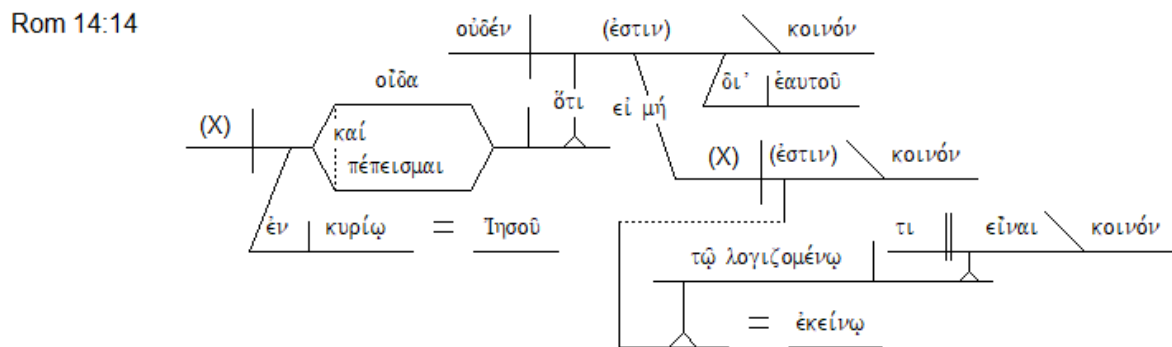 Rom 14:14
οὐδέν (ἐστιν) κοινόν
οἶδα δι' ἑαυτοῦ
ὅτι εἰ μή
(X) καί (X) (ἐστιν) κοινόν
πέπεισμαι
ἐν κυρίῳ = Ἰησοῦ τι εἶναι κοινόν
τῷ λογιζομένῳ
= ἐκείνῳ